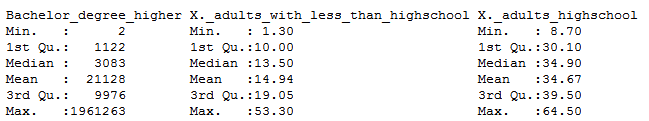 Bachelor_degree_higher X._adults_with_less_than_highschool X._adults_highschool
Min.   :      2        Min.   : 1.30                       Min.   : 8.70
1st Qu.:   1122        1st Qu.:10.00                       1st Qu.:30.10
Median :   3083        Median :13.50                       Median :34.90
Mean   :  21128        Mean   :14.94                       Mean   :34.67
3rd Qu.:   9976        3rd Qu.:19.05                       3rd Qu.:39.50
Max.   :1961263        Max.   :53.30                       Max.   :64.50